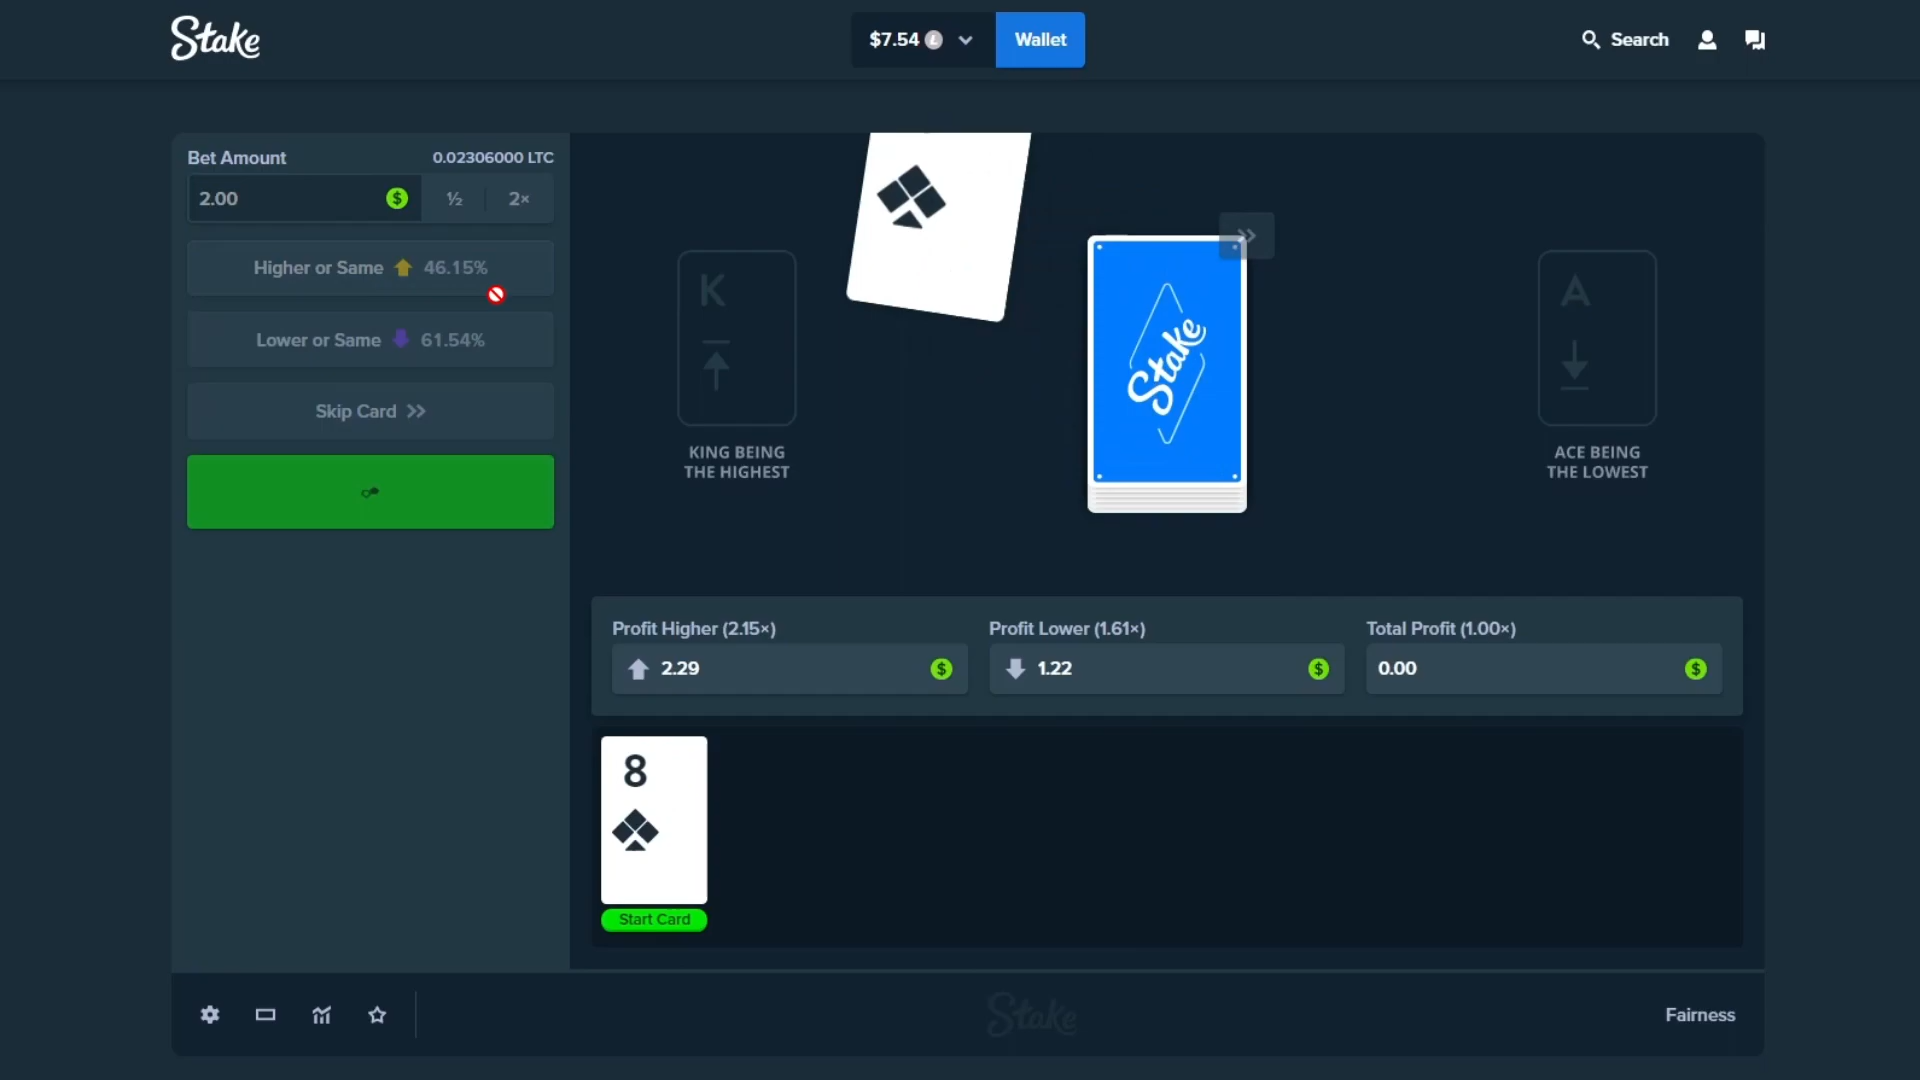 Stake
$7.54
Wallet
Search
Bet Amount
0.02306000 LTC
2.00
½
2×
Higher or Same 46.15%
Lower or Same 61.54%
Skip Card
K
KING BEING
THE HIGHEST
Stake
A
ACE BEING
THE LOWEST
Profit Higher (2.15×)
2.29
Profit Lower (1.61×)
1.22
Total Profit (1.00×)
0.00
8
Start Card
Stake
Fairness